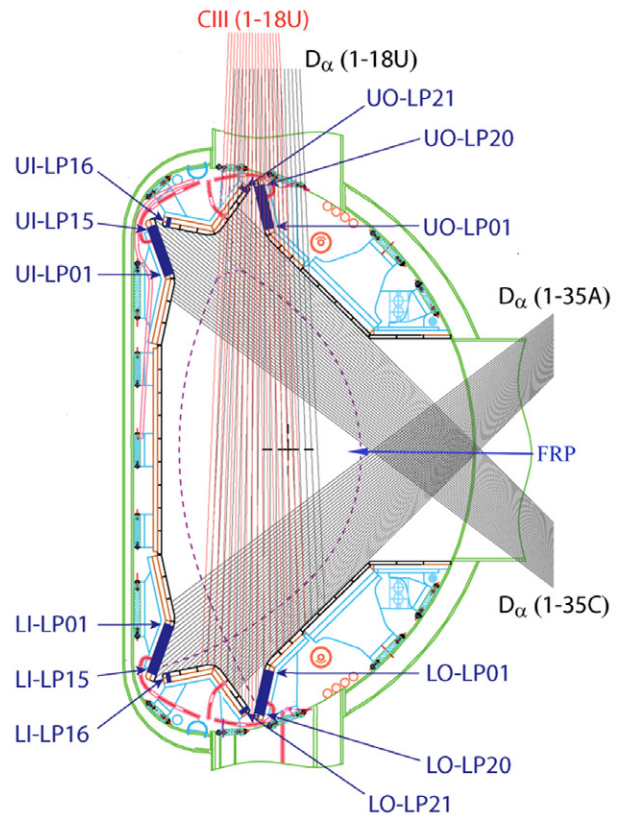 CIII (1-18U)
Dα (1-18U)
UO-LP21
UO-LP20
UI-LP16
UI-LP15
UO-LP01
UI-LP01
Dα (1-35A)
FRP
Dα (1-35C)
LI-LP01
LO-LP01
LI-LP15
LI-LP16
LO-LP20
LO-LP21